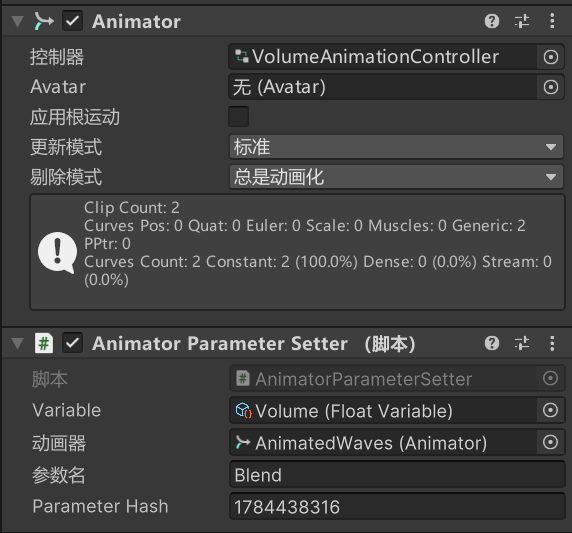 Animator
控制器 VolumeAnimationController
Avatar 无 (Avatar)
应用根运动
更新模式 标准
剔除模式 总是动画化
Clip Count: 2
Curves Pos: 0 Quat: 0 Euler: 0 Scale: 0 Muscles: 0 Generic: 2
PPtr: 0
Curves Count: 2 Constant: 2 (100.0%) Dense: 0 (0.0%) Stream: 0
(0.0%)
Animator Parameter Setter （脚本）
脚本 AnimatorParameterSetter
Variable Volume (Float Variable)
动画器 AnimatedWaves (Animator)
参数名 Blend
Parameter Hash 1784438316